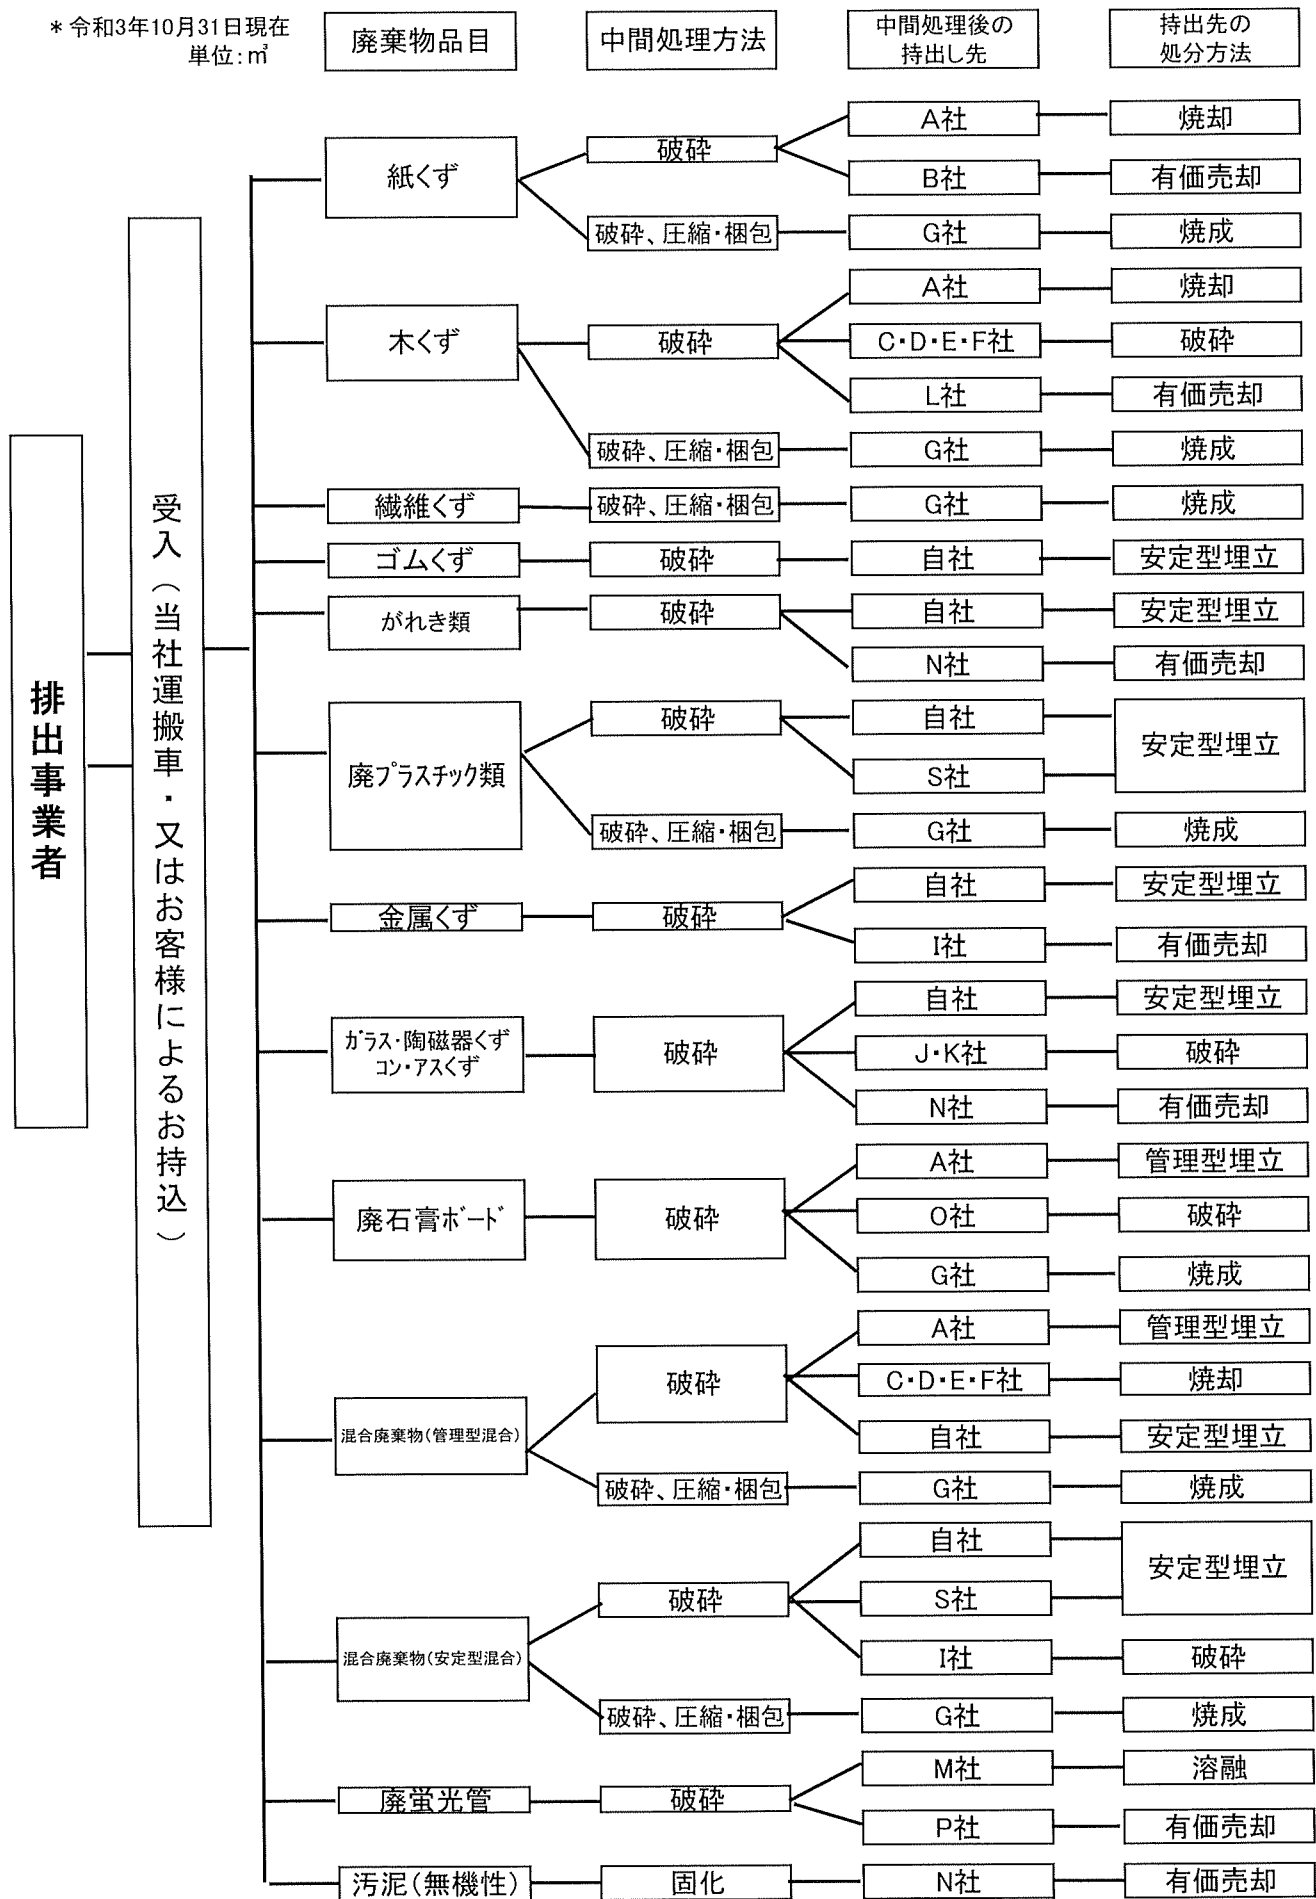 *令和3年10月31日現在
単位:㎥
廃棄物品目
中間処理方法
中間処理後の
持出し先
持出先の
処分方法
排出事業者
受入(当社運搬車・又はお客様によるお持込)
紙くず
破砕
A社
焼却
B社
有価売却
破砕、圧縮・梱包
G社
焼成
木くず
破砕
A社
焼却
C・D・E・F社
破砕
L社
有価売却
破砕、圧縮・梱包
G社
焼成
繊維くず
破砕、圧縮・梱包
G社
焼成
ゴムくず
破砕
自社
安定型埋立
がれき類
破砕
自社
安定型埋立
N社
有価売却
廃プラスチック類
破砕
自社
S社
安定型埋立
破砕、圧縮・梱包
G社
焼成
金属くず
破砕
自社
安定型埋立
I社
有価売却
ガラス・陶磁器くず
コン・アスくず
破砕
自社
安定型埋立
J・K社
破砕
N社
有価売却
廃石膏ボード
破砕
A社
管理型埋立
O社
破砕
G社
焼成
混合廃棄物(管理型混合)
破砕
A社
管理型埋立
C・D・E・F社
焼却
自社
安定型埋立
破砕、圧縮・梱包
G社
焼成
混合廃棄物(安定型混合)
破砕
自社
S社
安定型埋立
I社
破砕
破砕、圧縮・梱包
G社
焼成
廃蛍光管
破砕
M社
溶融
P社
有価売却
汚泥(無機性)
固化
N社
有価売却